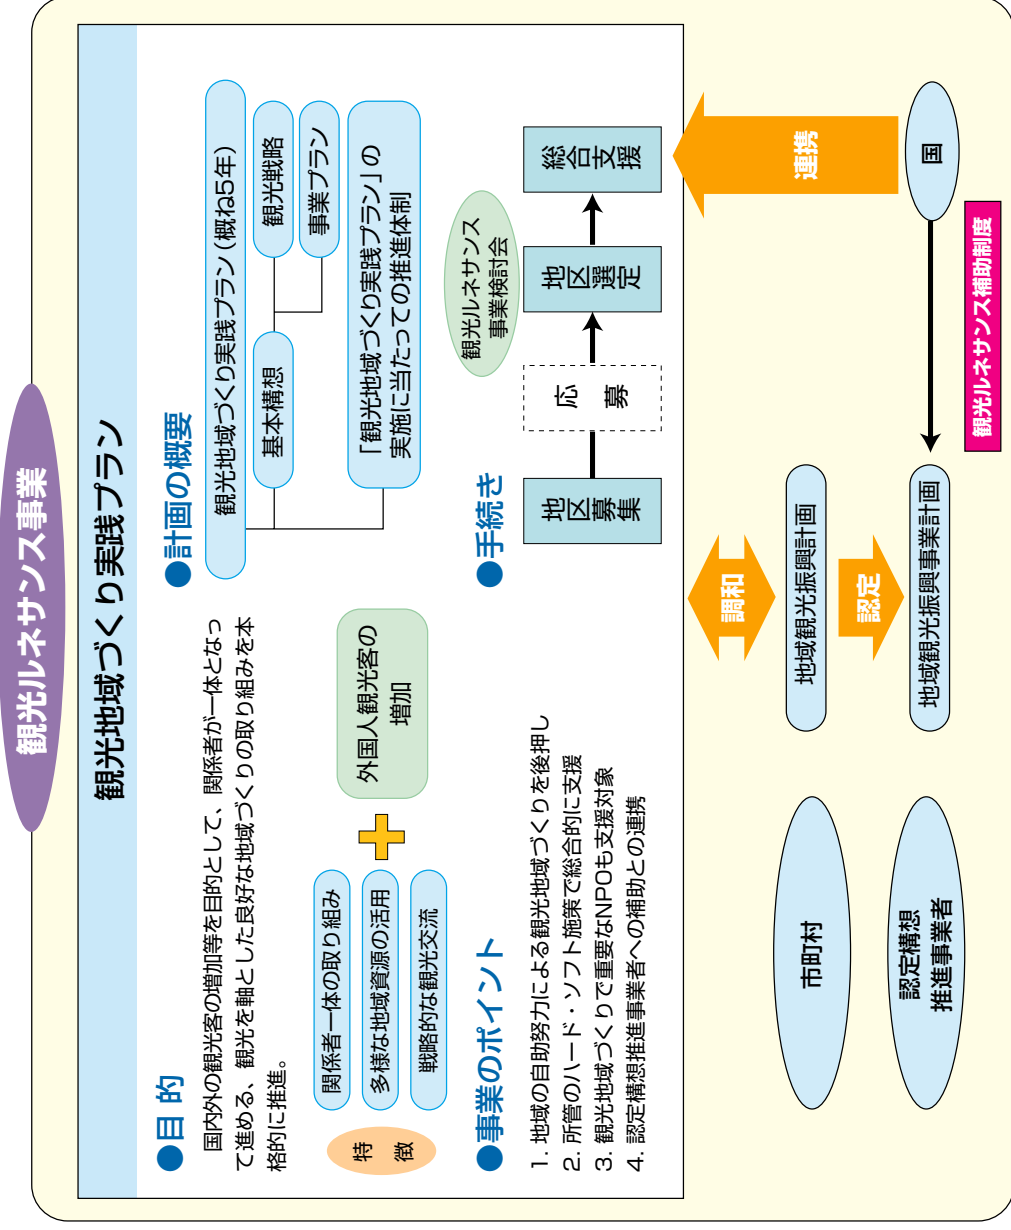 観光ルネサンス事業
観光地域づくり実践プラン
●目 的
国内外の観光客の増加等を目的として、関係者が一体となっ
て進める、観光を軸とした良好な地域づくりの取り組みを本
格的に推進。
特
徴
関係者一体の取り組み
多様な地域資源の活用
戦略的な観光交流
外国人観光客の
増加
●事業のポイント
1. 地域の自助努力による観光地域づくりを後押し
2. 所管のハード・ソフト施策で総合的に支援
3. 観光地域づくりで重要なNPOも支援対象
4. 認定構想推進事業者への補助との連携
●計画の概要
観光地域づくり実践プラン（概ね5年）
基本構想
観光戦略
事業プラン
「観光地域づくり実践プラン」の
実施に当たっての推進体制
●手続き
観光ルネサンス
事業検討会
地区募集
応募
地区選定
総合支援
調和
連携
市町村
地域観光振興計画
認定
国
認定構想
推進事業者
地域観光振興事業計画
観光ルネサンス補助制度